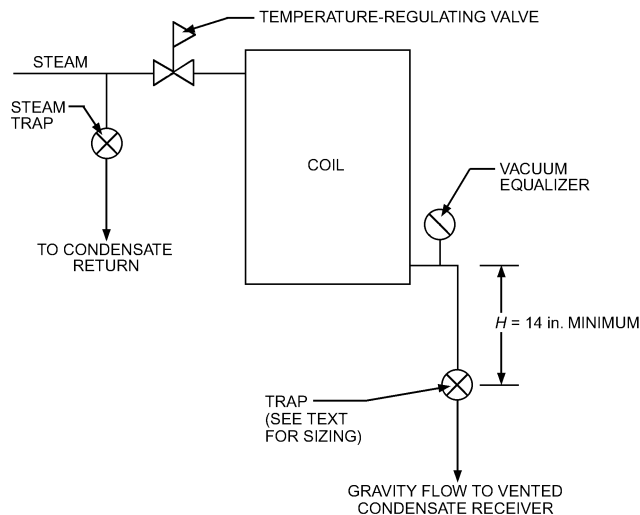 TEMPERATURE-REGULATING VALVE
STEAM
STEAM
TRAP
COIL
VACUUM
EQUALIZER
TO CONDENSATE
RETURN
H = 14 in. MINIMUM
TRAP
(SEE TEXT
FOR SIZING)
GRAVITY FLOW TO VENTED
CONDENSATE RECEIVER